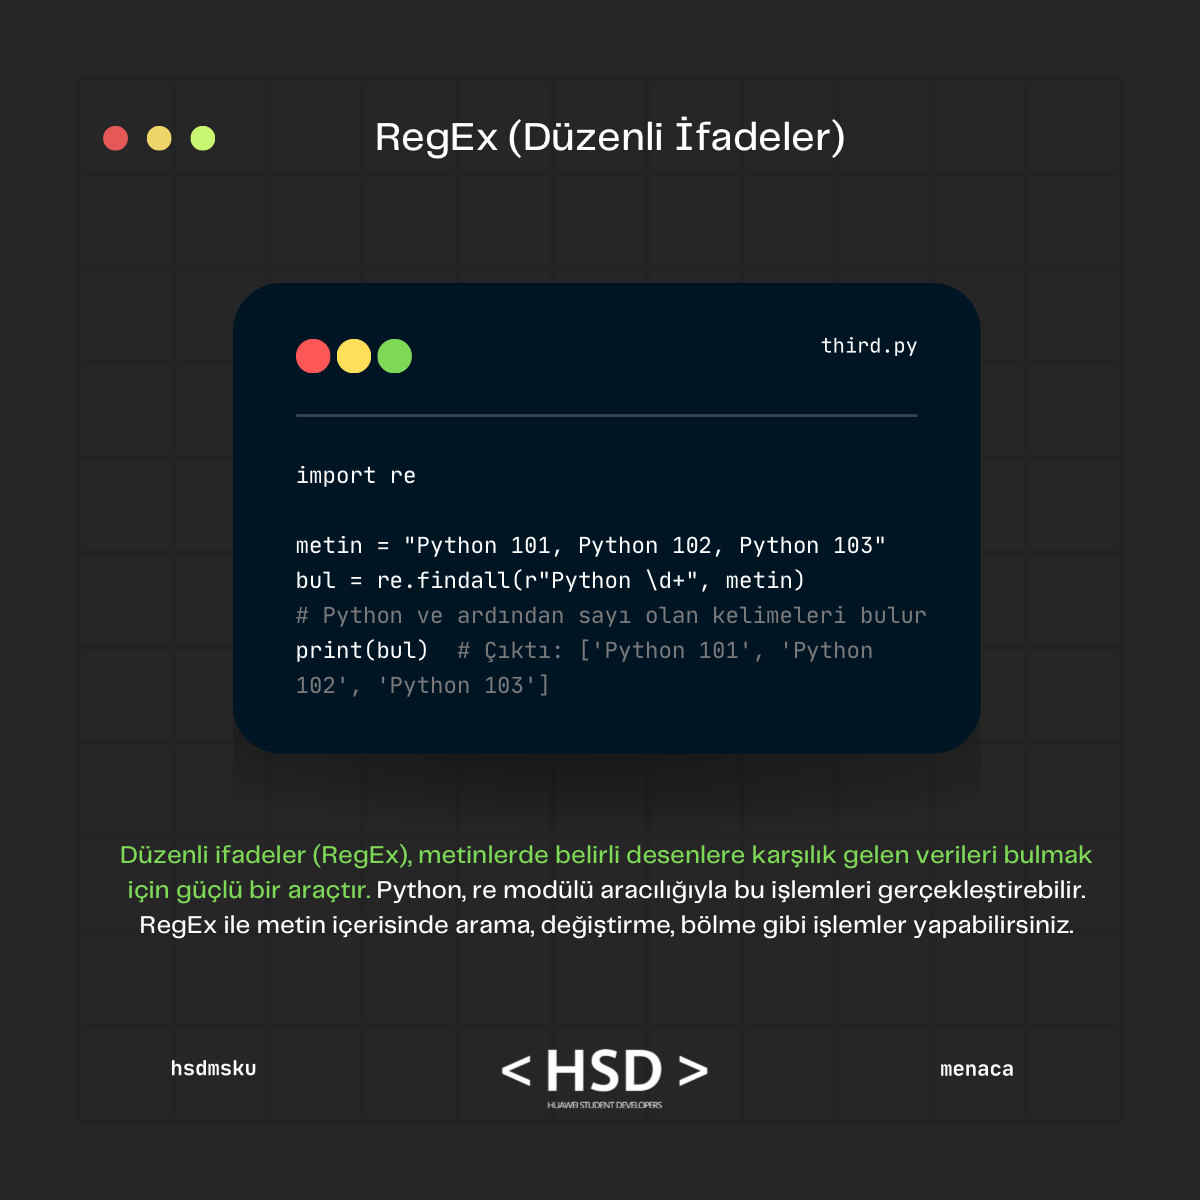 RegEx (Düzenli İfadeler)
third.py
import re
metin = "Python 101, Python 102, Python 103"
bul = re.findall(r"Python \d+", metin)
# Python ve ardından sayı olan kelimeleri bulur
print(bul)  # Çıktı: ['Python 101', 'Python
102', 'Python 103']
Düzenli ifadeler (RegEx), metinlerde belirli desenlere karşılık gelen verileri bulmak
için güçlü bir araçtır. Python, re modülü aracılığıyla bu işlemleri gerçekleştirebilir.
RegEx ile metin içerisinde arama, değiştirme, bölme gibi işlemler yapabilirsiniz.
hsdmsku
< HSD >
HUAWEI STUDENT DEVELOPERS
menaca